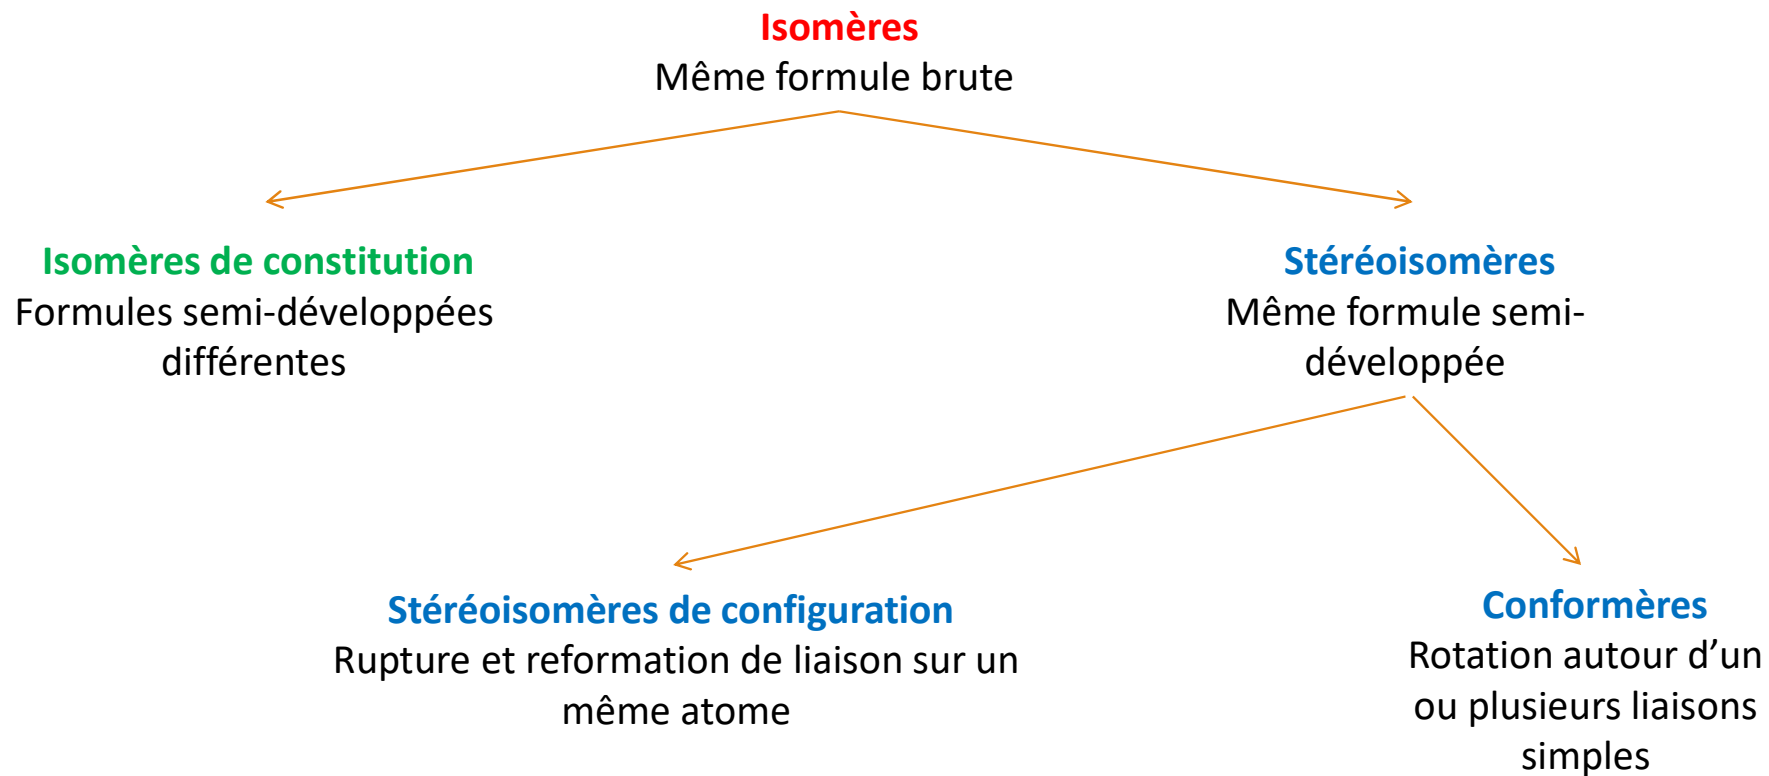 Isomères
Même formule brute
Isomères de constitution
Formules semi-développées
différentes
Stéréoisomères
Même formule semi-
développée
Stéréoisomères de configuration
Rupture et reformation de liaison sur un
même atome
Conformères
Rotation autour d’un
ou plusieurs liaisons
simples